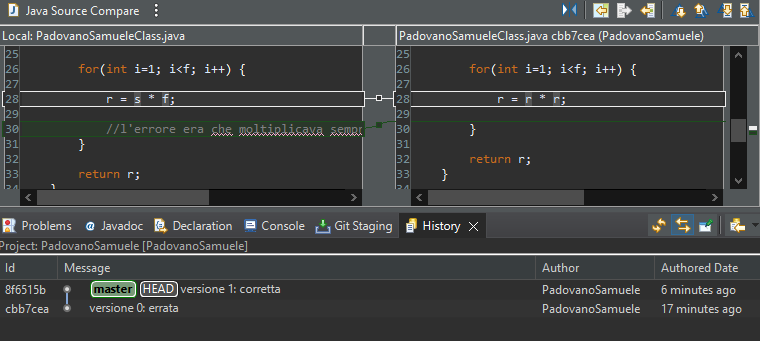 Java Source Compare
Local: PadovanoSamueleClass.java
25
26 for(int i=1; i<f; i++) {
27
28 r = s * f;
29
30 //l'errore era che moltiplicava sempr
31 }
32
33 return r;
34 }
PadovanoSamueleClass.java cbb7cea (PadovanoSamuele)
25
26 for(int i=1; i<f; i++) {
27
28 r = r * r;
29
30 }
31
32 return r;
33 }
34
Problems Javadoc Declaration Console Git Staging History
Project: PadovanoSamuele [PadovanoSamuele]
Id Message Author Authored Date
8f6515b master HEAD versione 1: corretta PadovanoSamuele 6 minutes ago
cbb7cea versione 0: errata PadovanoSamuele 17 minutes ago